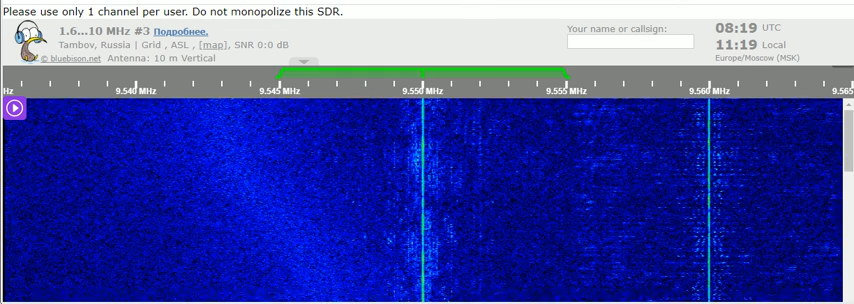 Please use only 1 channel per user. Do not monopolize this SDR.
1.6...10 MHz #3 Подробнее.
Tambov, Russia | Grid , ASL , [map], SNR 0:0 dB
© bluebison.net Antenna: 10 m Vertical
Your name or callsign:
08:19 UTC
11:19 Local
Europe/Moscow (MSK)
Hz 9.540 MHz 9.545 MHz 9.550 MHz 9.555 MHz 9.560 MHz 9.565